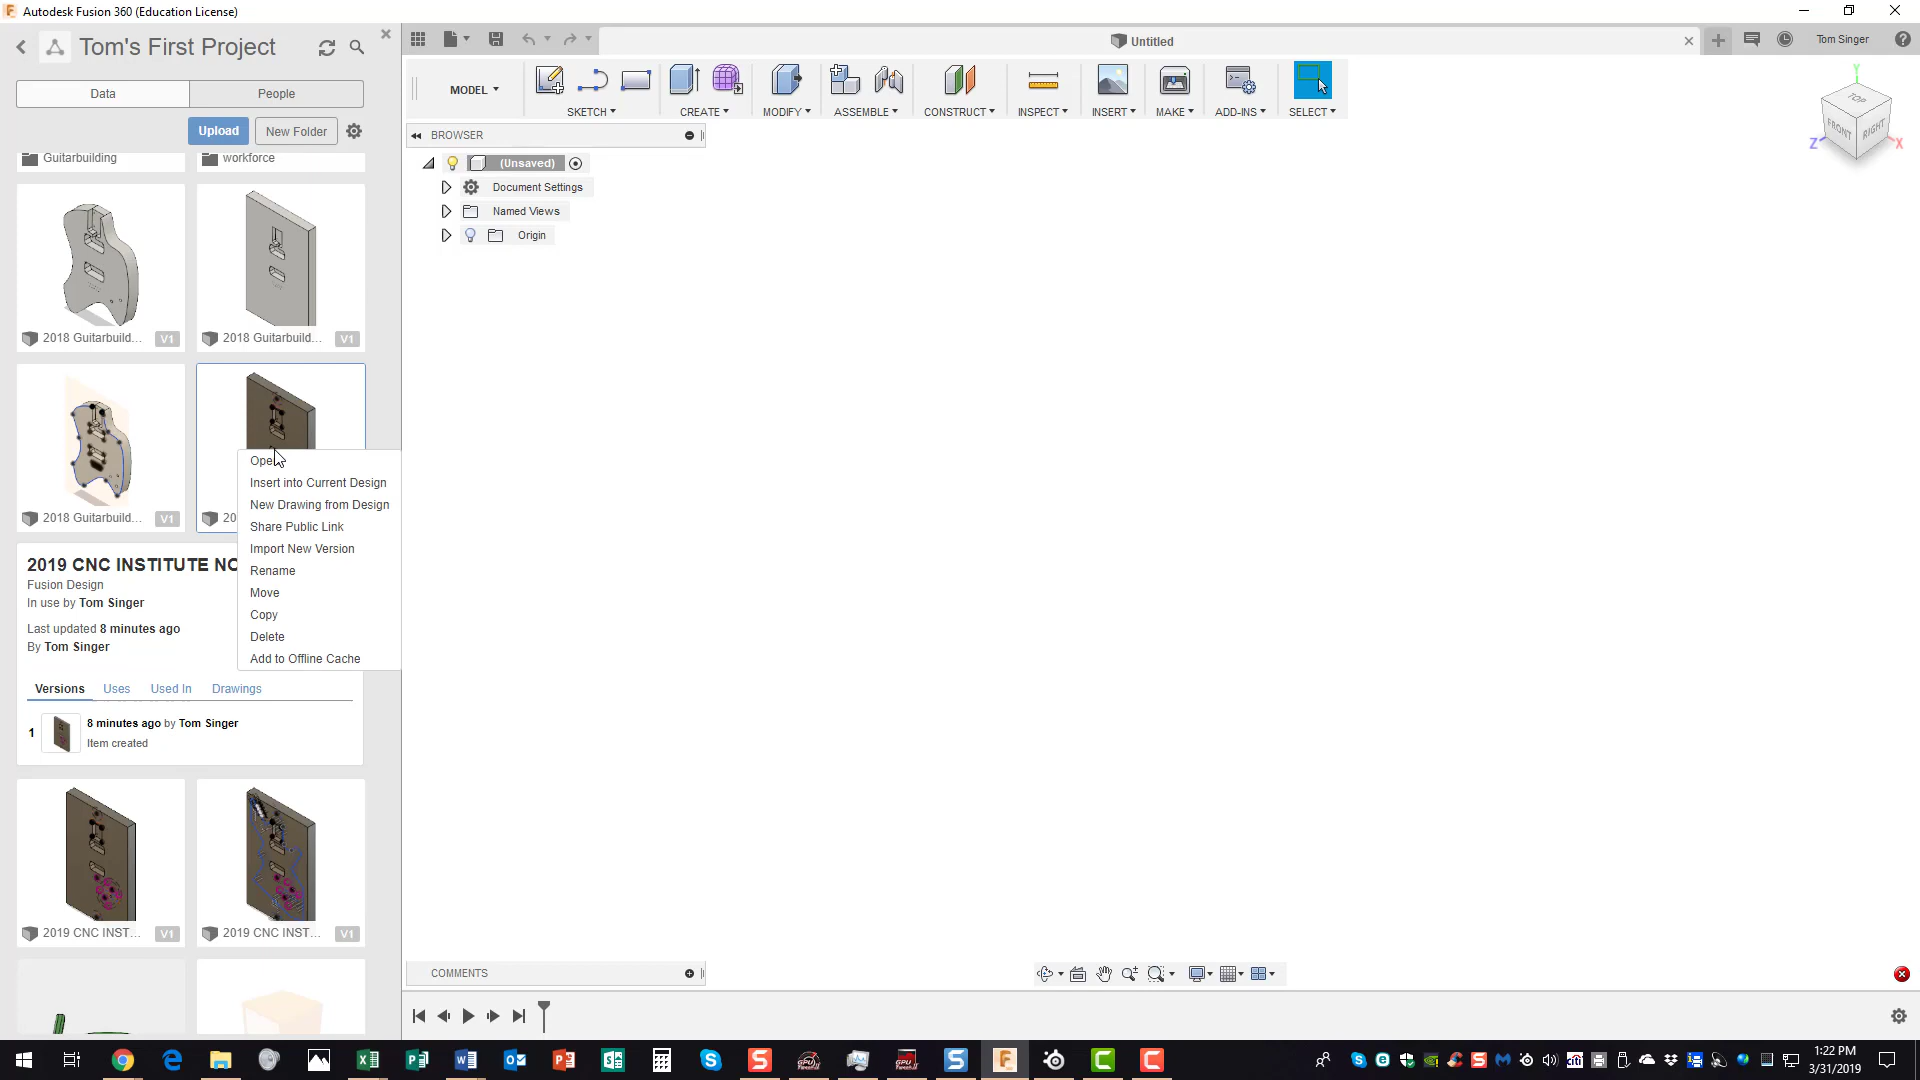 Autodesk Fusion 360 (Education License)
Tom's First Project
Data
People
Upload
New Folder
Guitarbuilding
workforce
2018 Guitarbuild...
V1
2018 Guitarbuild...
V1
2018 Guitarbuild...
V1
20
Open
Insert into Current Design
New Drawing from Design
Share Public Link
Import New Version
Rename
Move
Copy
Delete
Add to Offline Cache
2019 CNC INSTITUTE NO
Fusion Design
In use by Tom Singer
Last updated 8 minutes ago
By Tom Singer
Versions
Uses
Used In
Drawings
1
8 minutes ago by Tom Singer
Item created
2019 CNC INST...
V1
2019 CNC INST...
V1
Untitled
Tom Singer
MODEL
SKETCH
CREATE
MODIFY
ASSEMBLE
CONSTRUCT
INSPECT
INSERT
MAKE
ADD-INS
SELECT
BROWSER
(Unsaved)
Document Settings
Named Views
Origin
Y
TOP
FRONT
RIGHT
Z
X
COMMENTS
1:22 PM
3/31/2019